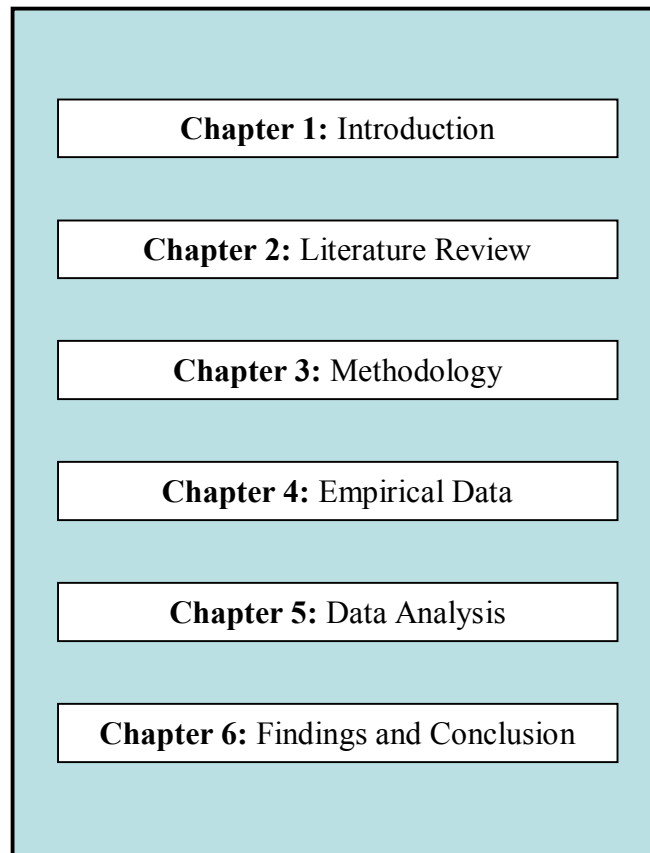 Chapter 1: Introduction
Chapter 2: Literature Review
Chapter 3: Methodology
Chapter 4: Empirical Data
Chapter 5: Data Analysis
Chapter 6: Findings and Conclusion